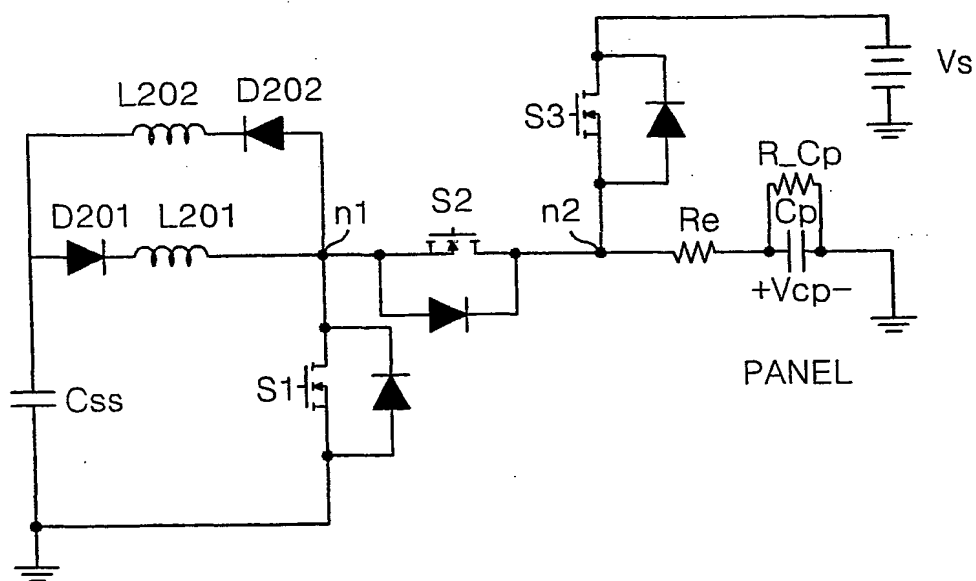 Vs
L202
D202
S3
R_Cp
D201
L201
n1
S2
n2
Re
Cp
+Vcp−
S1
Css
PANEL